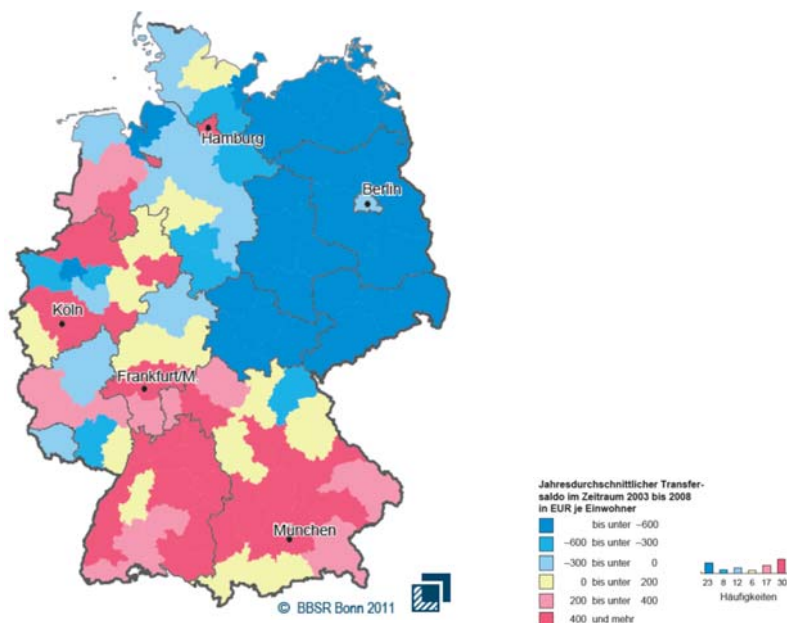 Hamburg
Berlin
Köln
Frankfurt/M.
München
© BBSR Bonn 2011
Jahresdurchschnittlicher Transfer-
saldo im Zeitraum 2003 bis 2008
in EUR je Einwohner
bis unter −600
−600 bis unter −300
−300 bis unter 0
0 bis unter 200
200 bis unter 400
400 und mehr
23 8 12 6 17 30
Häufigkeiten